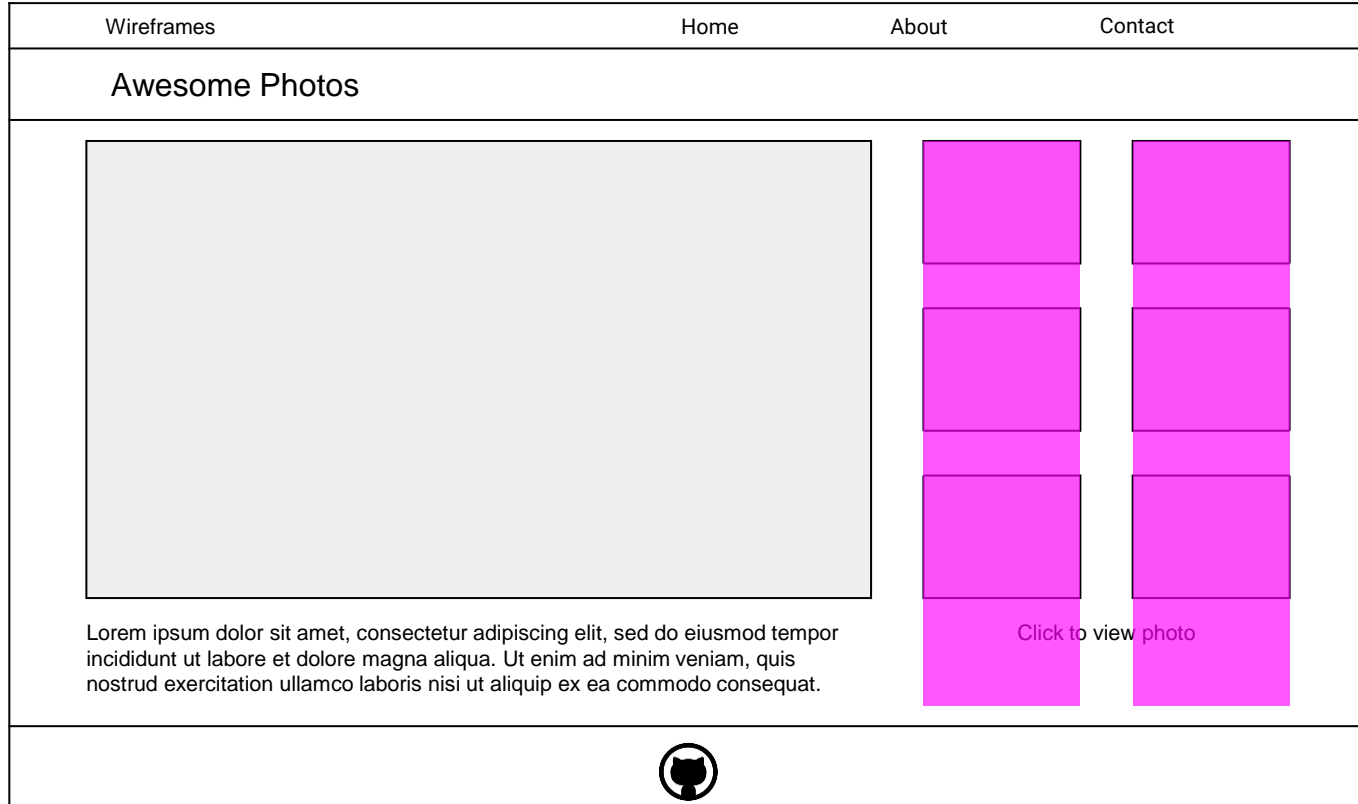 Wireframes
Home
About
Contact
Awesome Photos
Lorem ipsum dolor sit amet, consectetur adipiscing elit, sed do eiusmod tempor
incididunt ut labore et dolore magna aliqua. Ut enim ad minim veniam, quis
nostrud exercitation ullamco laboris nisi ut aliquip ex ea commodo consequat.
Click to view photo